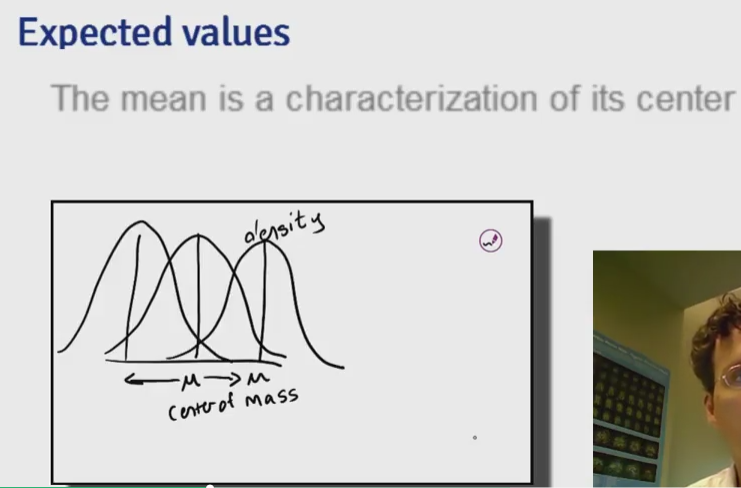 Expected values
The mean is a characterization of its center
density
← μ → μ
center of mass